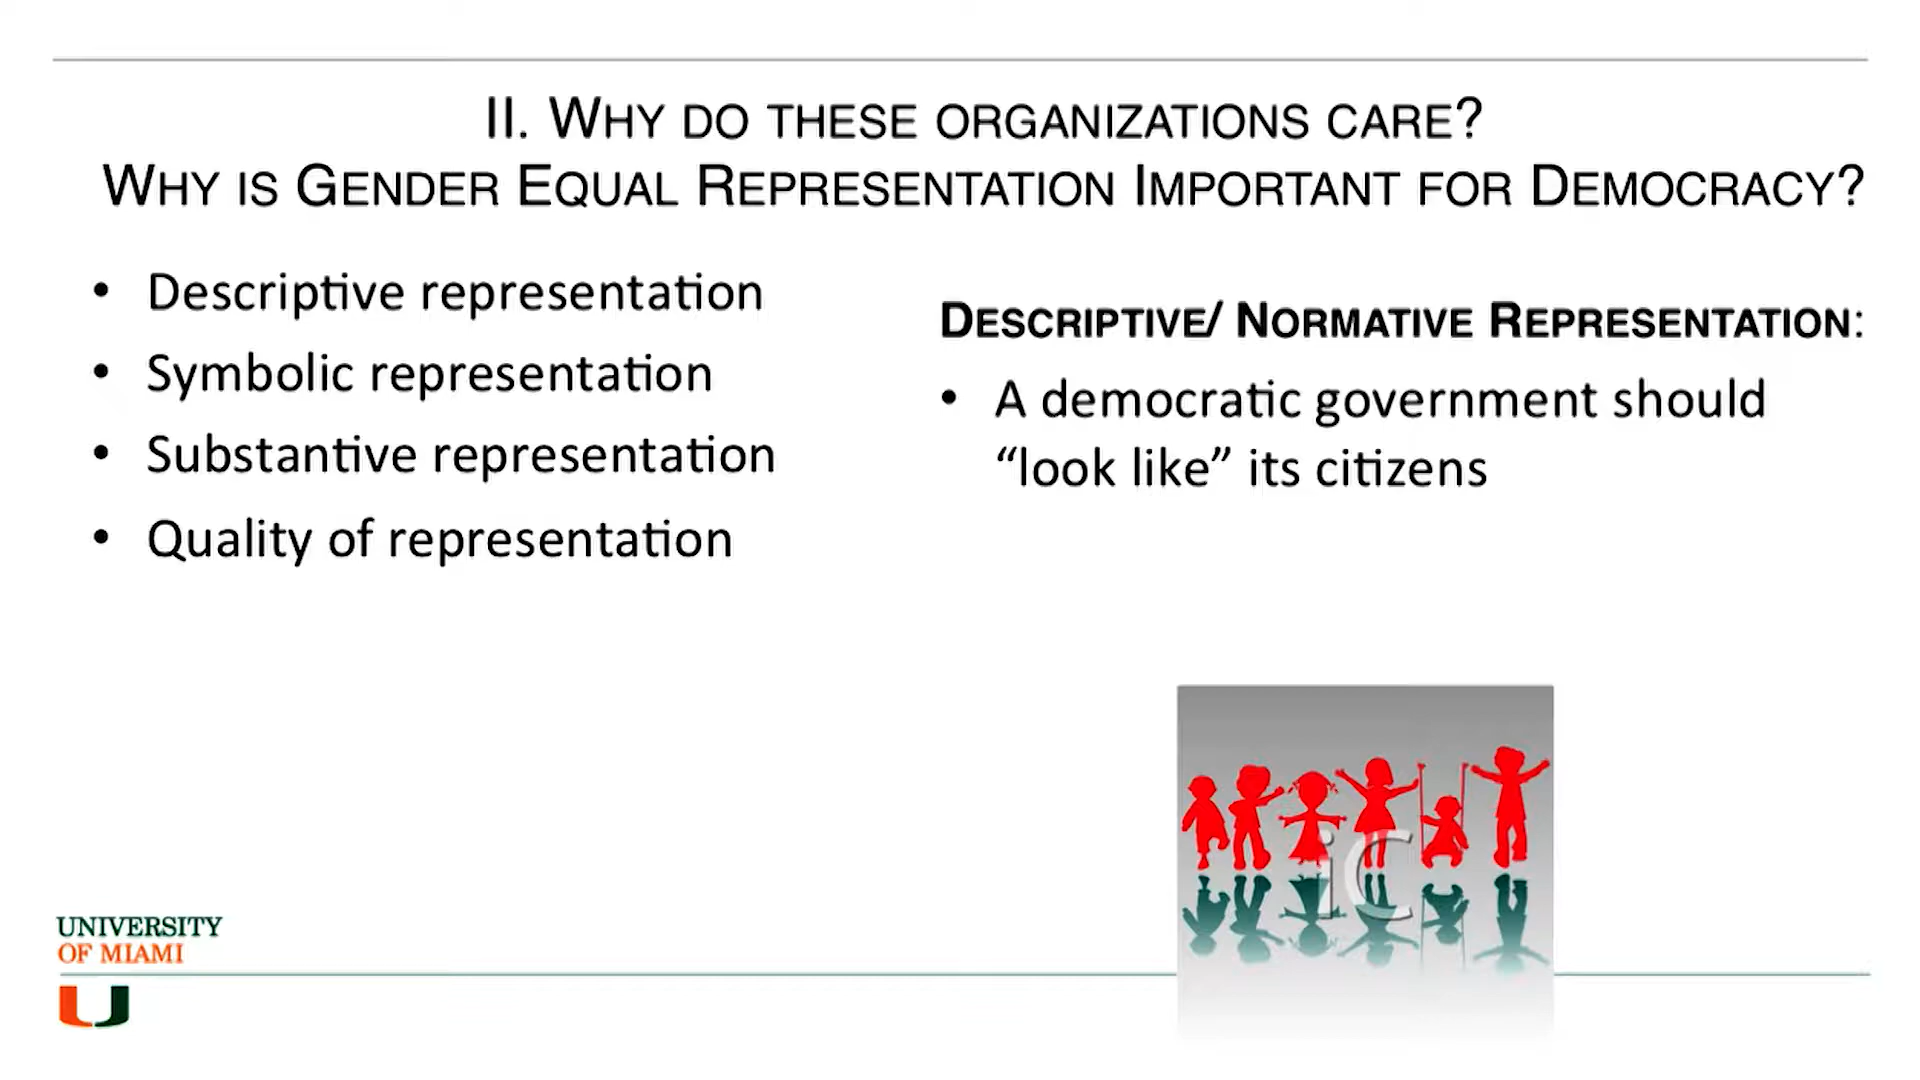 II. Why do these organizations care?
Why is Gender Equal Representation Important for Democracy?
• Descriptive representation
• Symbolic representation
• Substantive representation
• Quality of representation
Descriptive/ Normative Representation:
• A democratic government should
“look like” its citizens
iC
UNIVERSITY
OF MIAMI